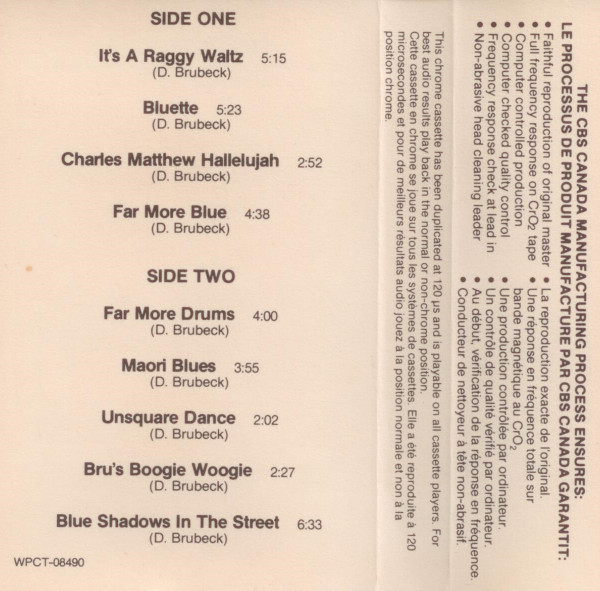 SIDE ONE
It's A Raggy Waltz 5:15
(D. Brubeck)
Bluette 5:23
(D. Brubeck)
Charles Matthew Hallelujah 2:52
(D. Brubeck)
Far More Blue 4:38
(D. Brubeck)
SIDE TWO
Far More Drums 4:00
(D. Brubeck)
Maori Blues 3:55
(D. Brubeck)
Unsquare Dance 2:02
(D. Brubeck)
Bru's Boogie Woogie 2:27
(D. Brubeck)
Blue Shadows In The Street 6:33
(D. Brubeck)
WPCT-08490
THE CBS CANADA MANUFACTURING PROCESS ENSURES:
LE PROCESSUS DE PRODUIT MANUFACTURE PAR CBS CANADA GARANTIT:
• Faithful reproduction of original master
• Full frequency response on CrO₂ tape
• Computer controlled production
• Computer checked quality control
• Frequency response check at lead in
• Non-abrasive head cleaning leader
• La reproduction exacte de l'original.
• Une réponse en fréquence totale sur
bande magnétique au CrO₂
• Une production contrôlée par ordinateur.
• Un contrôle de qualité vérifié par ordinateur.
• Au début, vérification de la réponse en fréquence.
• Conducteur de nettoyeur à tête non-abrasif.
This chrome cassette has been duplicated at 120 µs and is playable on all cassette players. For
best audio results play back in the normal or non-chrome position.
Cette cassette en chrome se joue sur tous les systèmes de cassettes. Elle a été reproduite à 120
microsecondes et pour de meilleurs résultats audio jouez à la position normale et non à la
position chrome.